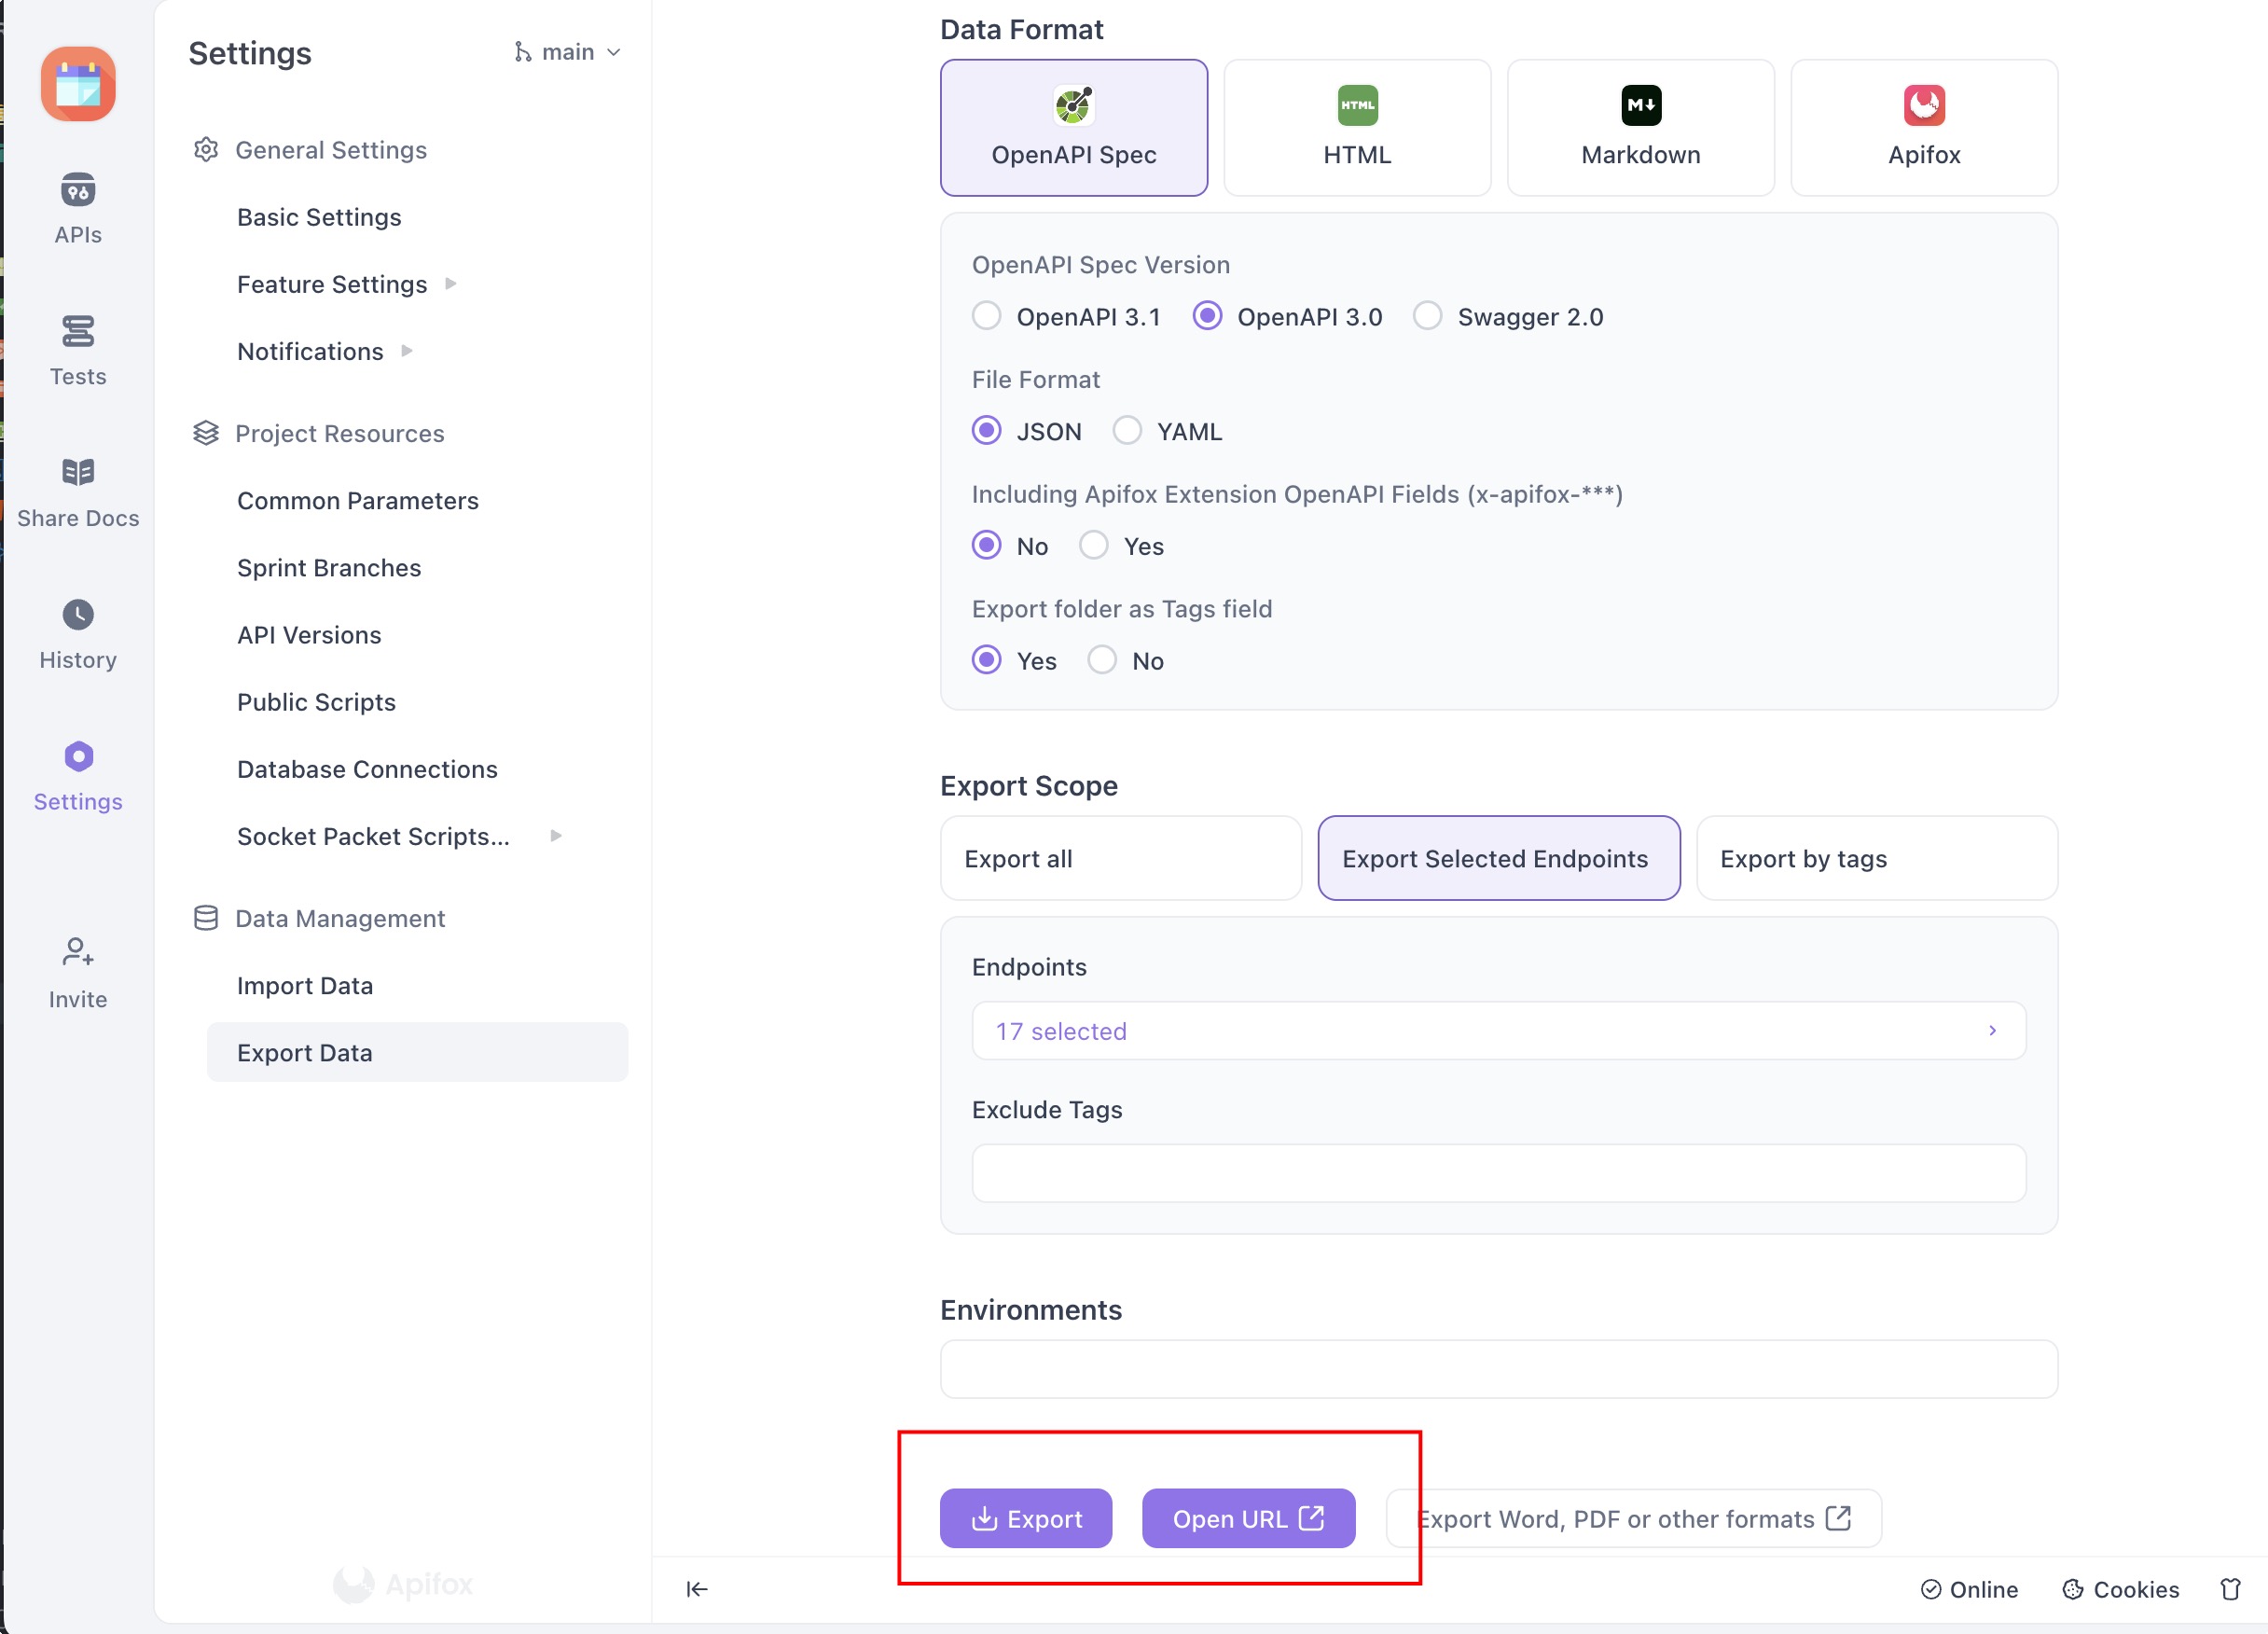 APIs
Tests
Share Docs
History
Settings
Invite
Settings
main
General Settings
Basic Settings
Feature Settings
Notifications
Project Resources
Common Parameters
Sprint Branches
API Versions
Public Scripts
Database Connections
Socket Packet Scripts...
Data Management
Import Data
Export Data
Apifox
Data Format
OpenAPI Spec
HTML
HTML
M
Markdown
Apifox
OpenAPI Spec Version
OpenAPI 3.1 OpenAPI 3.0 Swagger 2.0
File Format
JSON YAML
Including Apifox Extension OpenAPI Fields (x-apifox-***)
No Yes
Export folder as Tags field
Yes No
Export Scope
Export all
Export Selected Endpoints
Export by tags
Endpoints
17 selected
Exclude Tags
Environments
Export
Open URL
Export Word, PDF or other formats
Online
Cookies